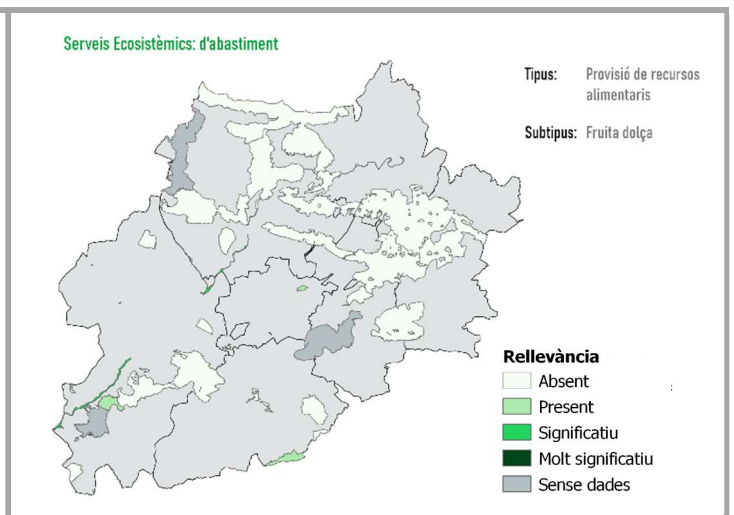 Serveis Ecosistèmics: d'abastiment
Tipus: Provisió de recursos
alimentaris
Subtipus: Fruita dolça
Rellevància
Absent
Present
Significatiu
Molt significatiu
Sense dades